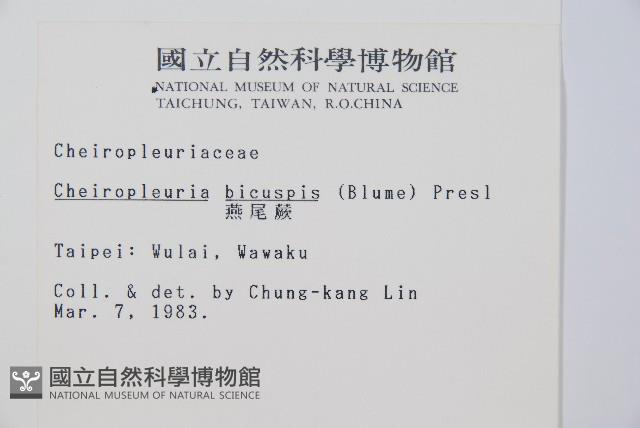 國立自然科學博物館
NATIONAL MUSEUM OF NATURAL SCIENCE
TAICHUNG, TAIWAN, R.O.CHINA
Cheiropleuriaceae
Cheiropleuria bicuspis (Blume) Presl
燕尾蕨
Taipei: Wulai, Wawaku
Coll. & det. by Chung-kang Lin
Mar. 7, 1983.
國立自然科學博物館
NATIONAL MUSEUM OF NATURAL SCIENCE